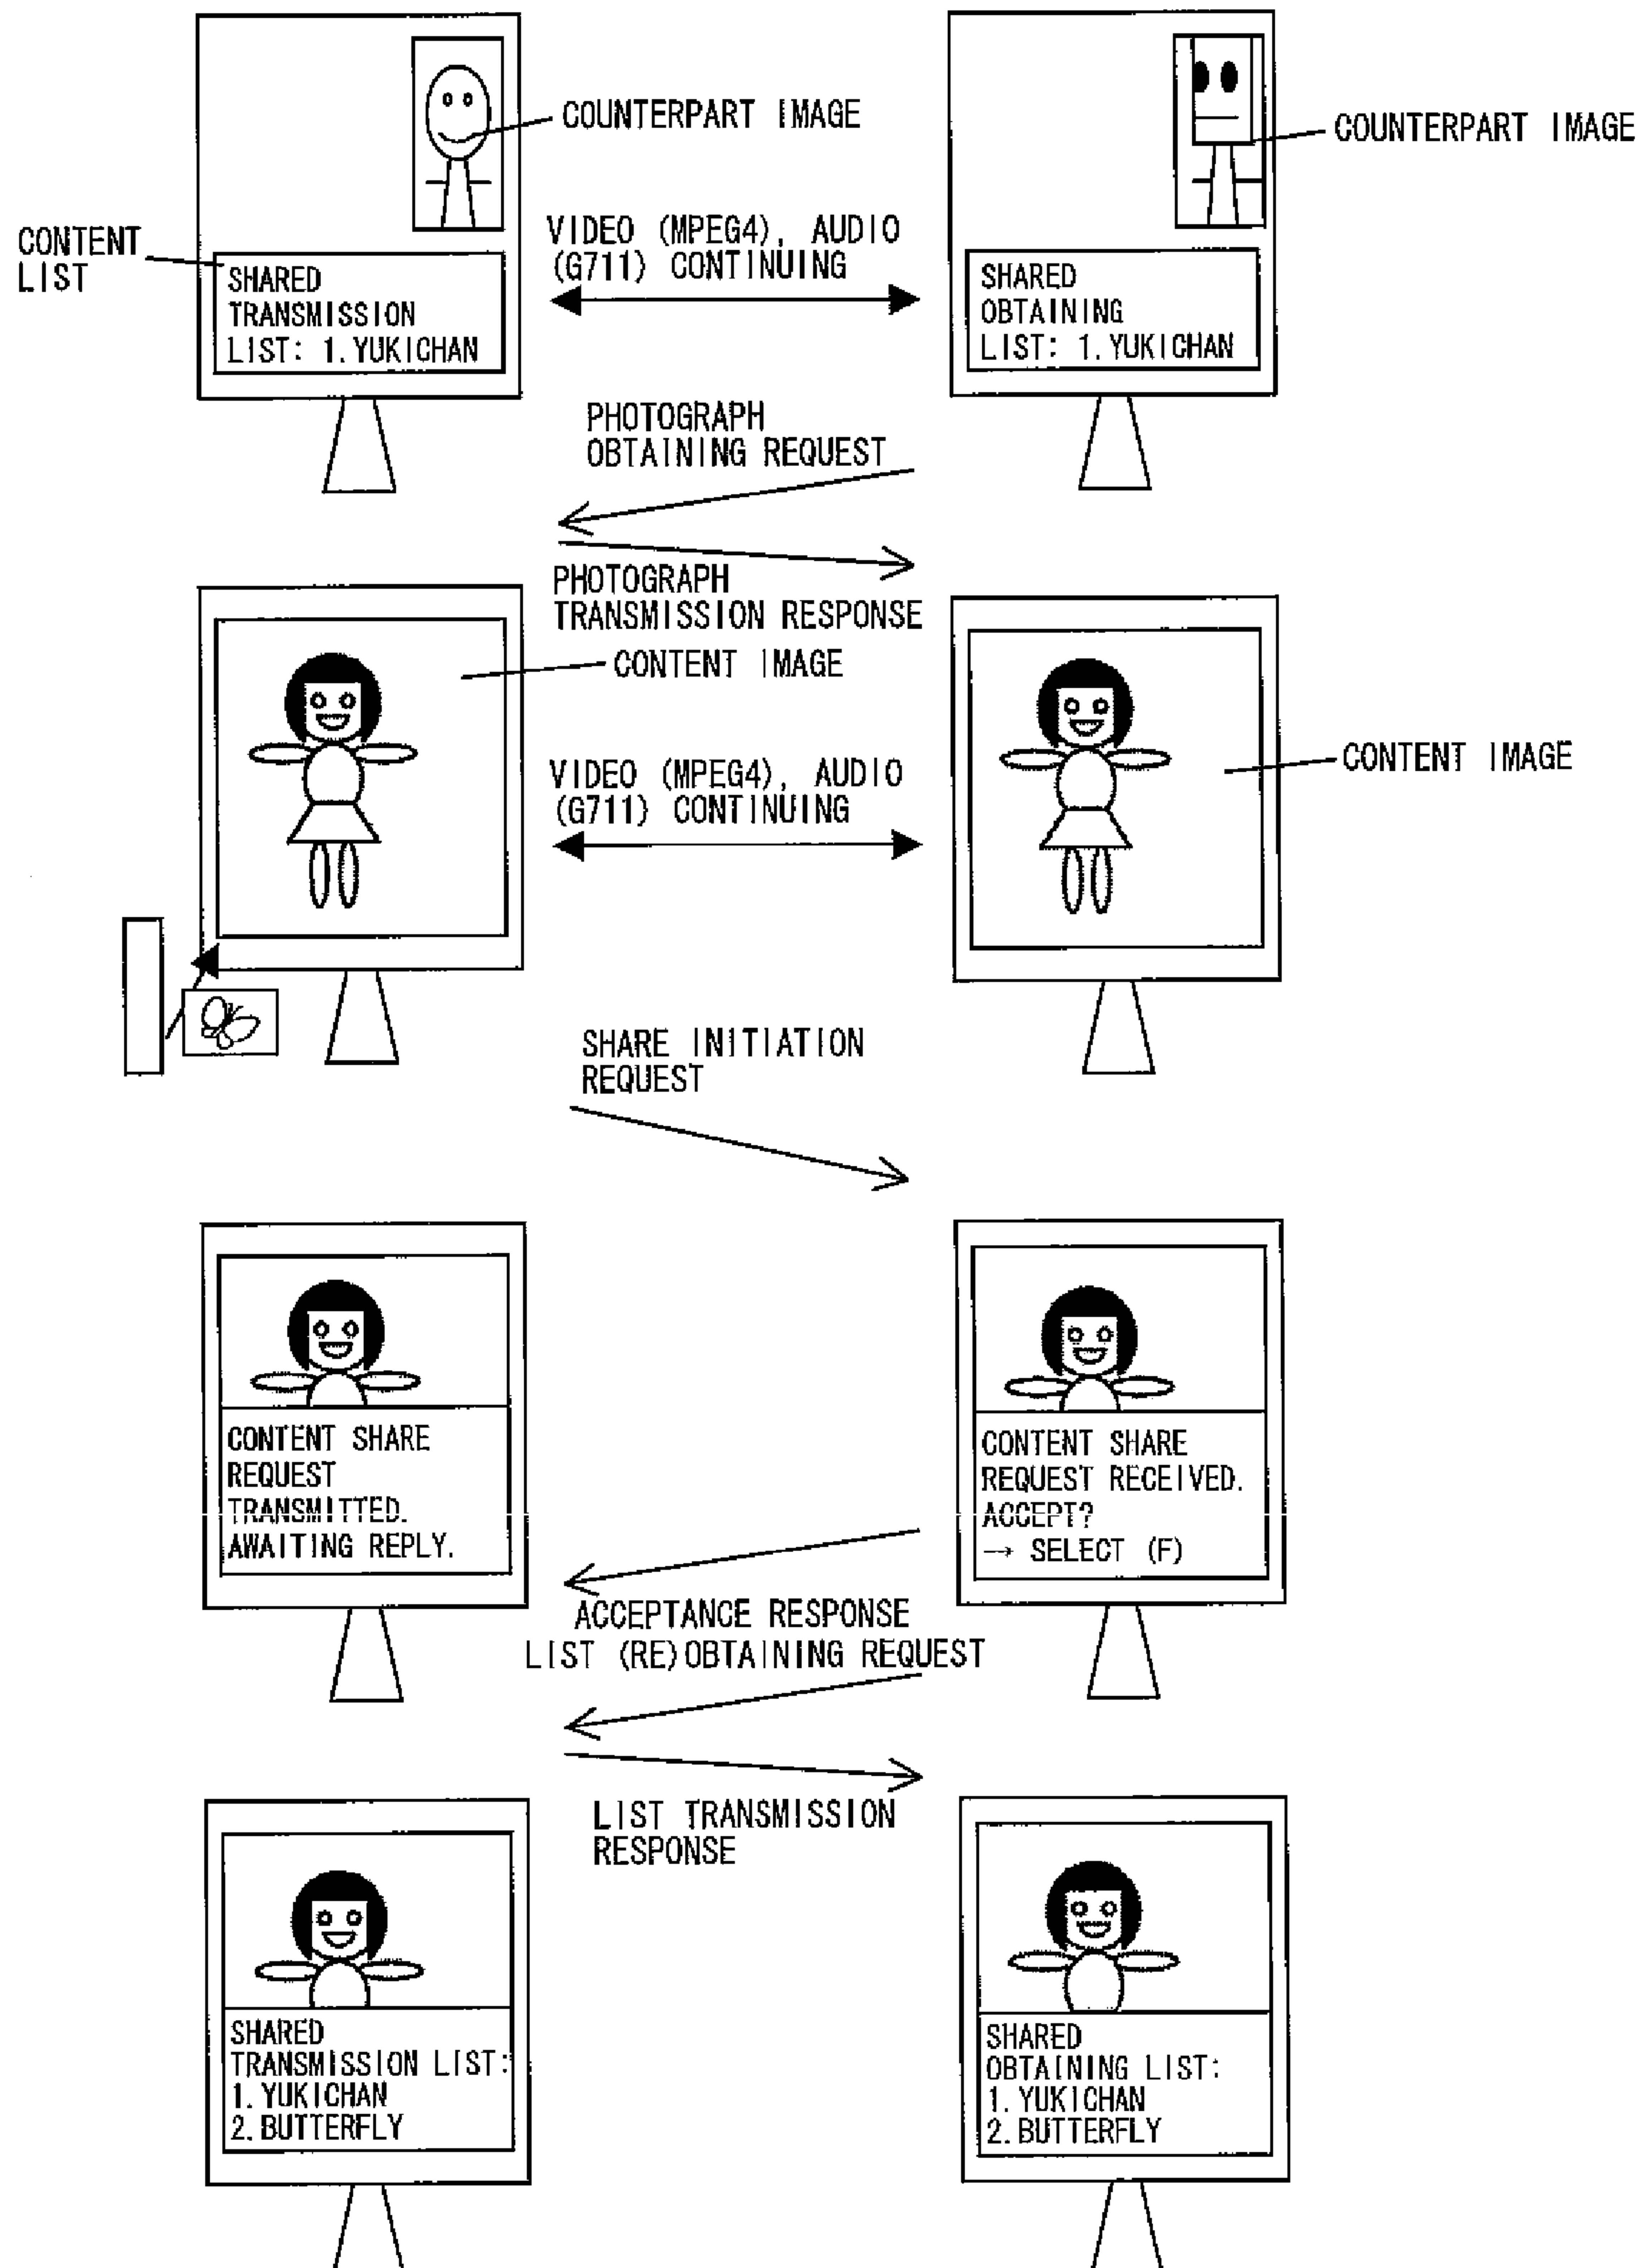 COUNTERPART IMAGE
COUNTERPART IMAGE
CONTENT
LIST
VIDEO (MPEG4), AUDIO
(G711) CONTINUING
SHARED
TRANSMISSION
LIST: 1.YUKICHAN
SHARED
OBTAINING
LIST: 1.YUKICHAN
PHOTOGRAPH
OBTAINING REQUEST
PHOTOGRAPH
TRANSMISSION RESPONSE
CONTENT IMAGE
VIDEO (MPEG4), AUDIO
(G711) CONTINUING
CONTENT IMAGE
SHARE INITIATION
REQUEST
CONTENT SHARE
REQUEST
TRANSMITTED.
AWAITING REPLY.
CONTENT SHARE
REQUEST RECEIVED.
ACCEPT?
→ SELECT (F)
ACCEPTANCE RESPONSE
LIST (RE)OBTAINING REQUEST
LIST TRANSMISSION
RESPONSE
SHARED
TRANSMISSION LIST:
1.YUKICHAN
2.BUTTERFLY
SHARED
OBTAINING LIST:
1.YUKICHAN
2.BUTTERFLY